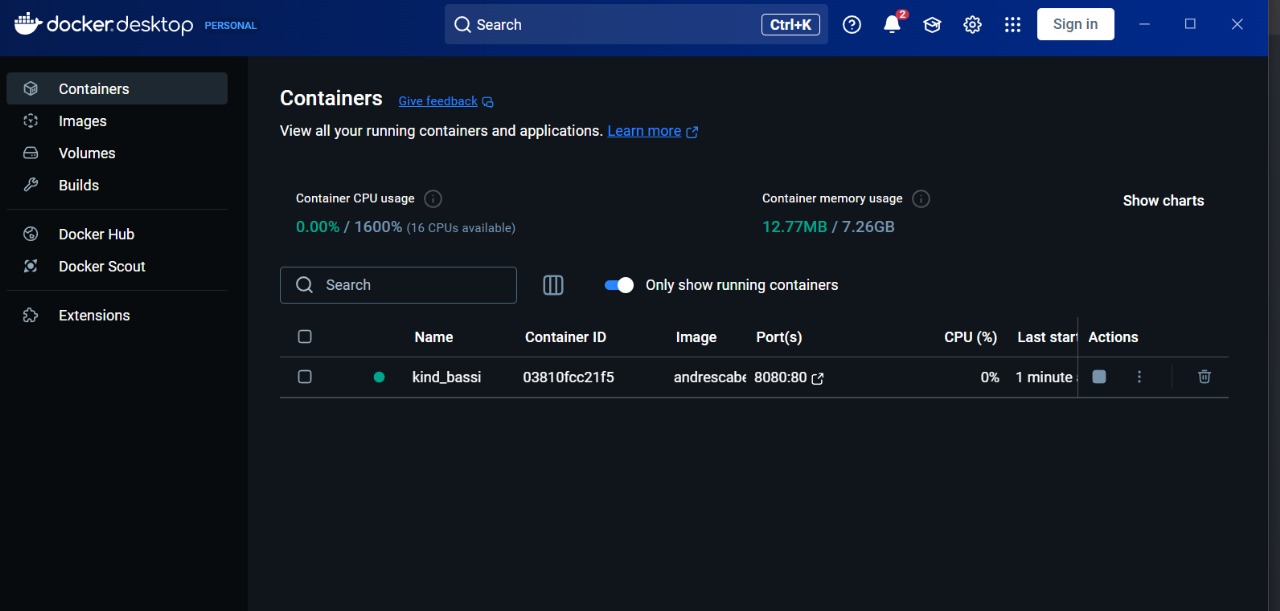 docker.desktop PERSONAL Search Ctrl+K 2 Sign in
Containers
Images
Volumes
Builds
Docker Hub
Docker Scout
Extensions
Containers Give feedback
View all your running containers and applications. Learn more
Container CPU usage
0.00% / 1600% (16 CPUs available)
Container memory usage
12.77MB / 7.26GB
Show charts
Search
Only show running containers
Name Container ID Image Port(s) CPU (%) Last start Actions
kind_bassi 03810fcc21f5 andrescabe 8080:80 0% 1 minute